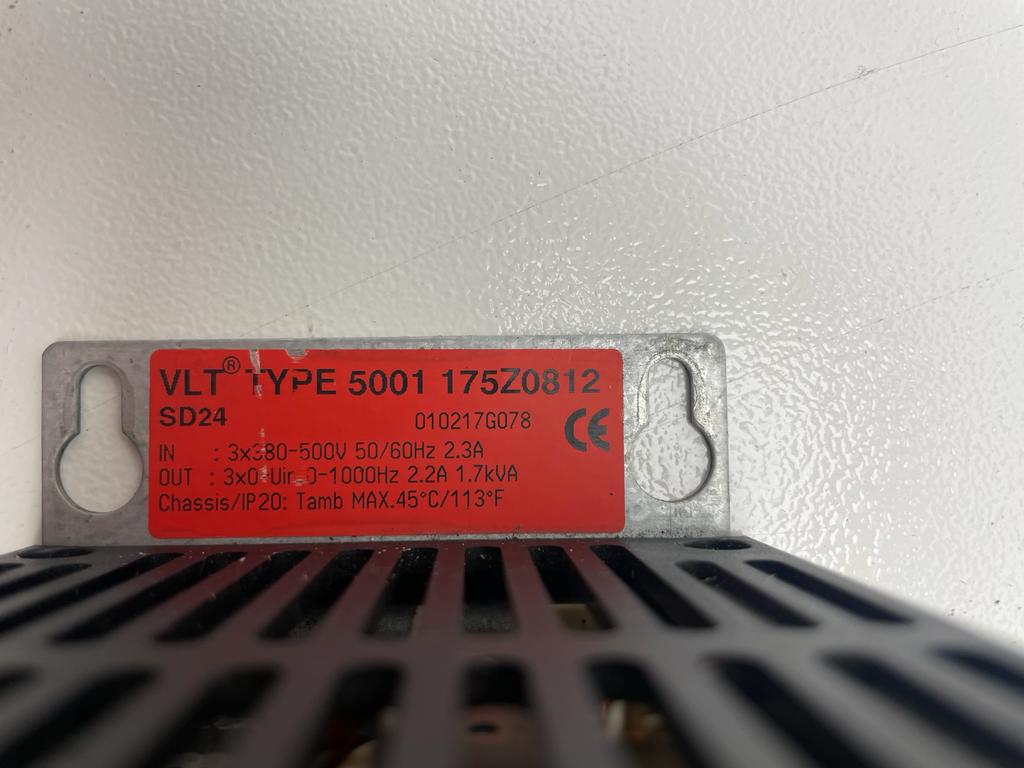 VLT® TYPE 5001 175Z0812
SD24 010217G078
CE
IN : 3x380-500V 50/60Hz 2.3A
OUT : 3x0-Uin 0-1000Hz 2.2A 1.7kVA
Chassis/IP20: Tamb MAX.45°C/113°F